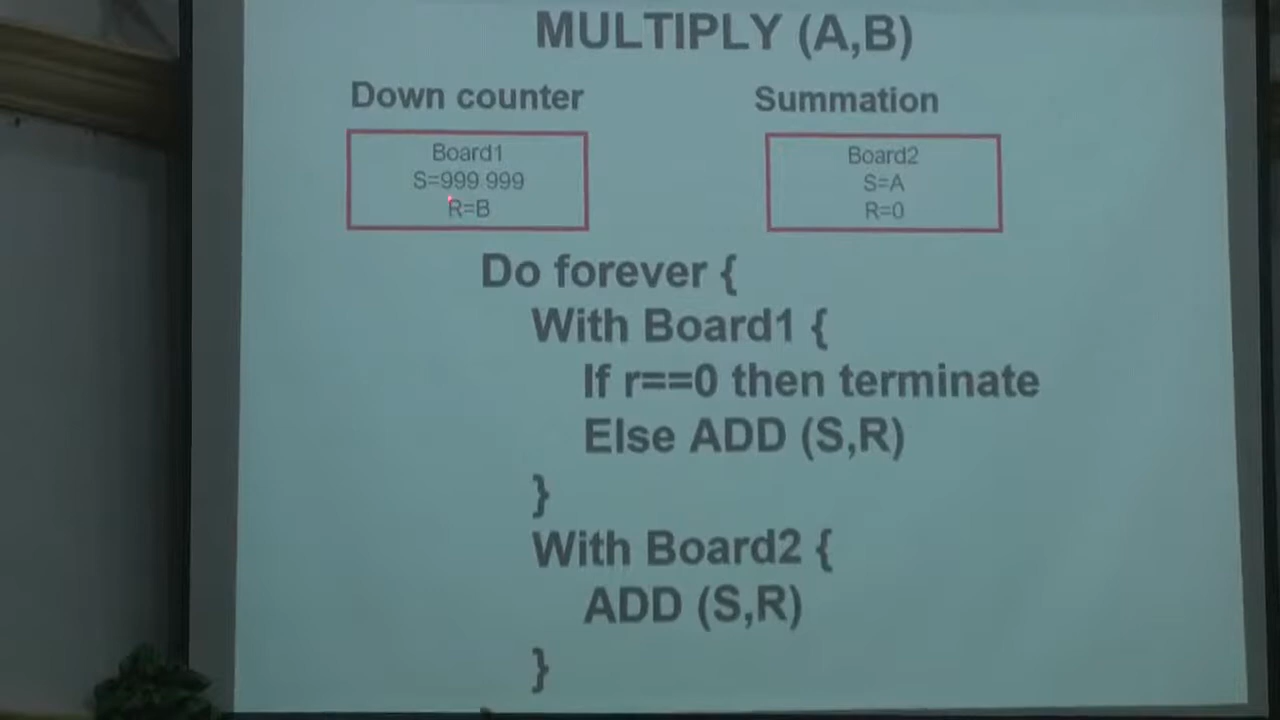 MULTIPLY (A,B)
Down counter
Summation
Board1
S=999 999
R=B
Board2
S=A
R=0
Do forever {
With Board1 {
If r==0 then terminate
Else ADD (S,R)
}
With Board2 {
ADD (S,R)
}